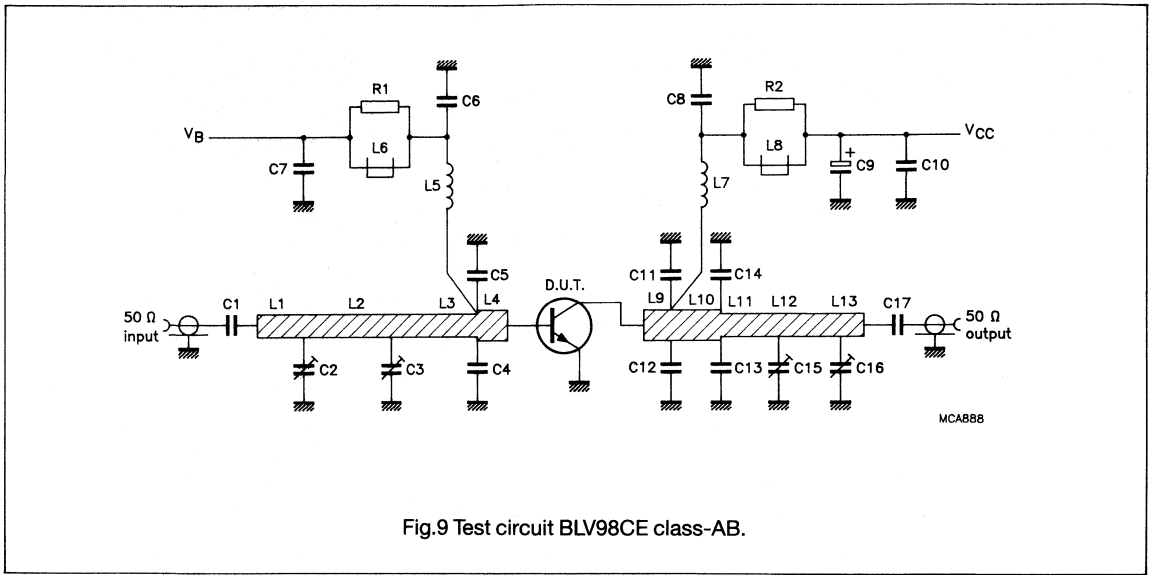 R1
C6
C8
R2
VB
L6
C7
L5
L7
L8
VCC
+
C9
C10
C5
C11
C14
D.U.T.
50 Ω
input
C1
L1
L2
L3
L4
L9
L10
L11
L12
L13
C17
50 Ω
output
C2
C3
C4
C12
C13
C15
C16
MCA888
Fig.9 Test circuit BLV98CE class-AB.